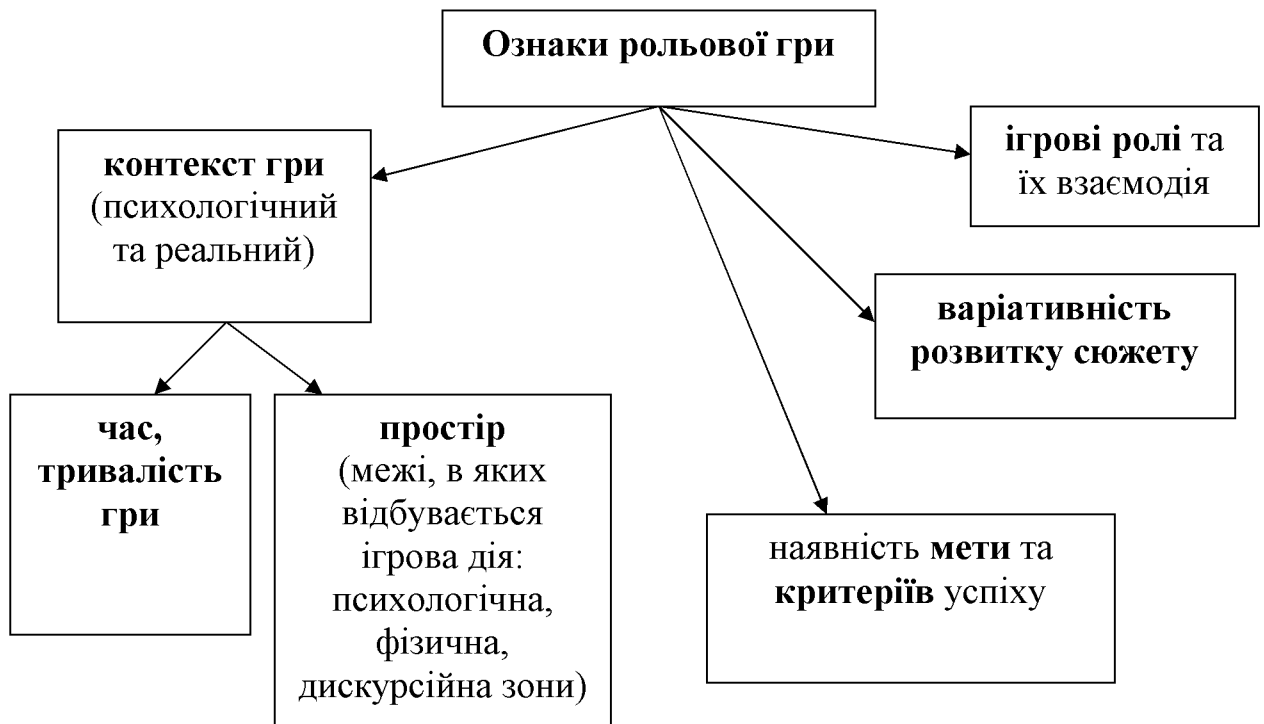 Ознаки рольової гри
контекст гри
(психологічний
та реальний)
ігрові ролі та
їх взаємодія
варіативність
розвитку сюжету
час,
тривалість
гри
простір
(межі, в яких
відбувається
ігрова дія:
психологічна,
фізична,
дискурсійна зони)
наявність мети та
критеріїв успіху